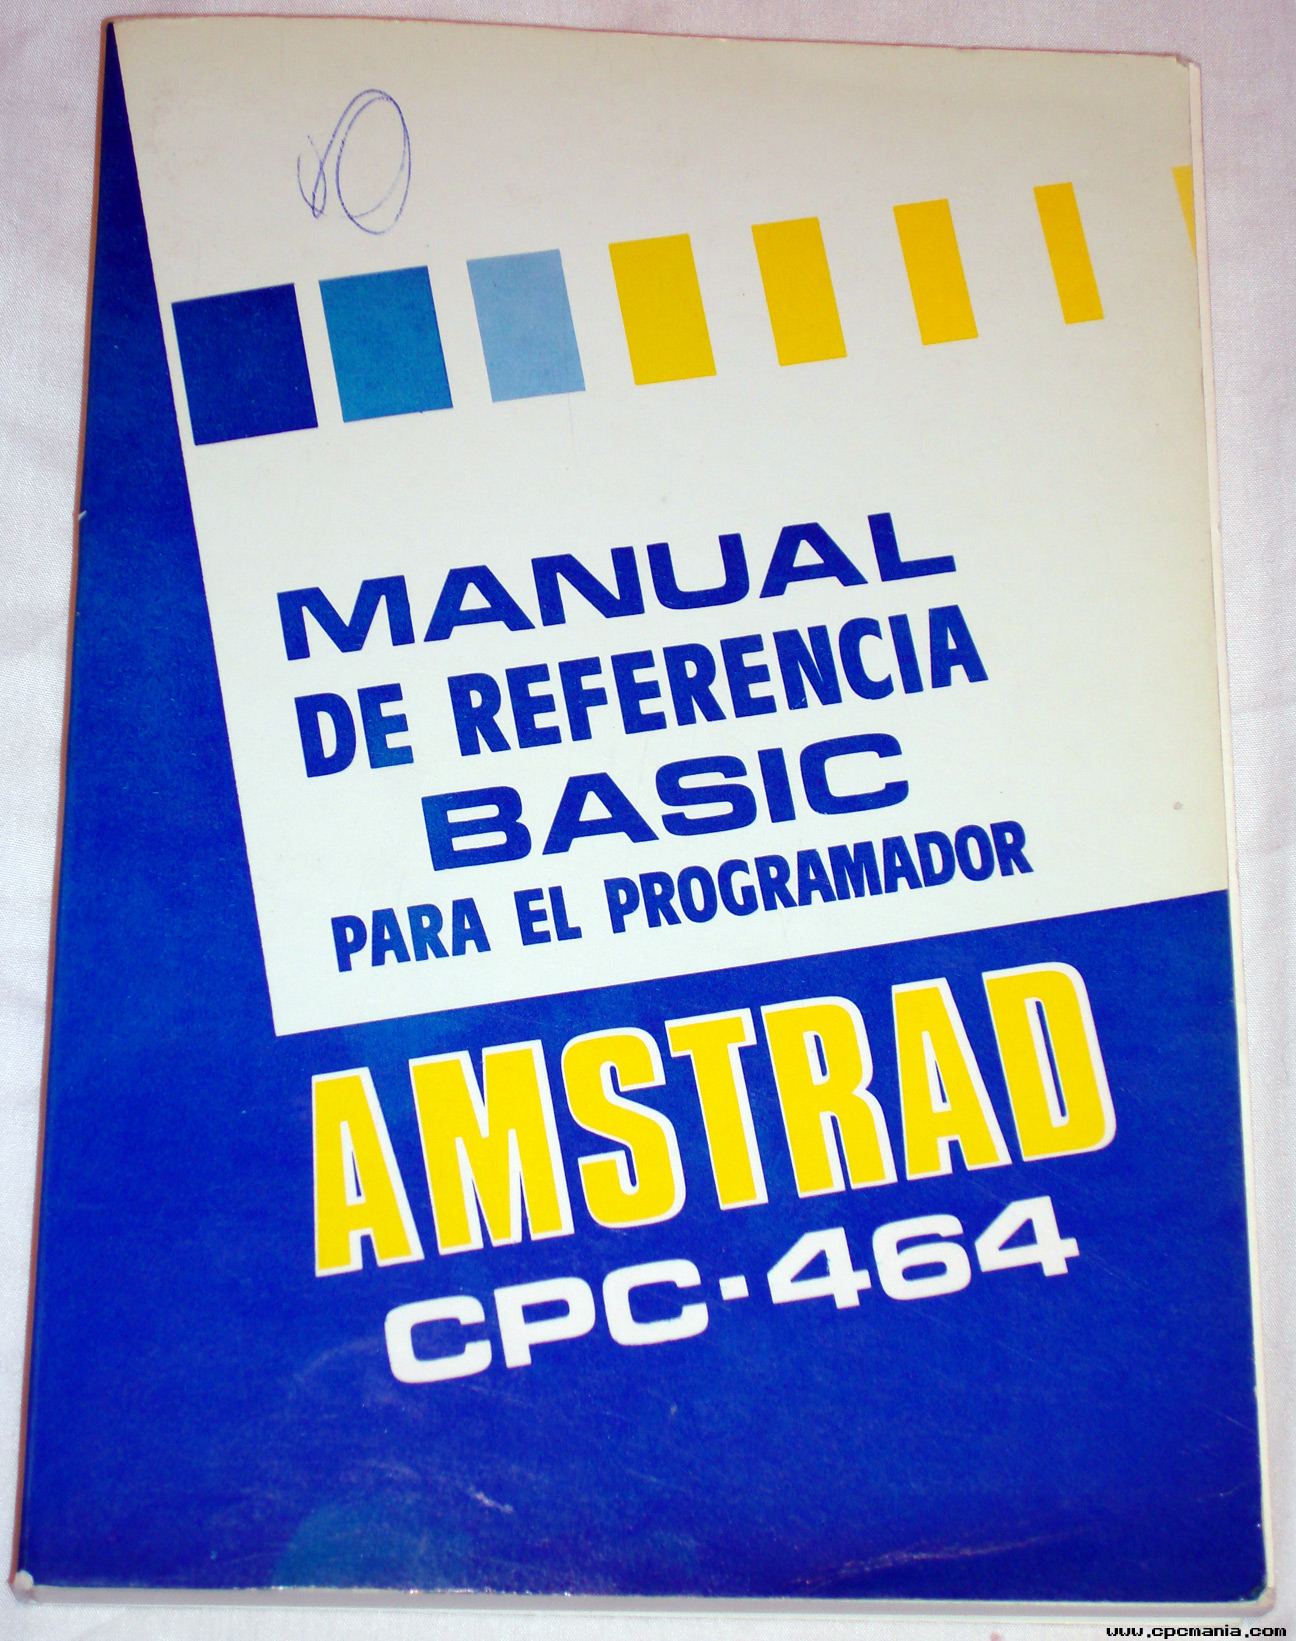 MANUAL
DE REFERENCIA
BASIC
PARA EL PROGRAMADOR
AMSTRAD
CPC·464
www.cpcmania.com